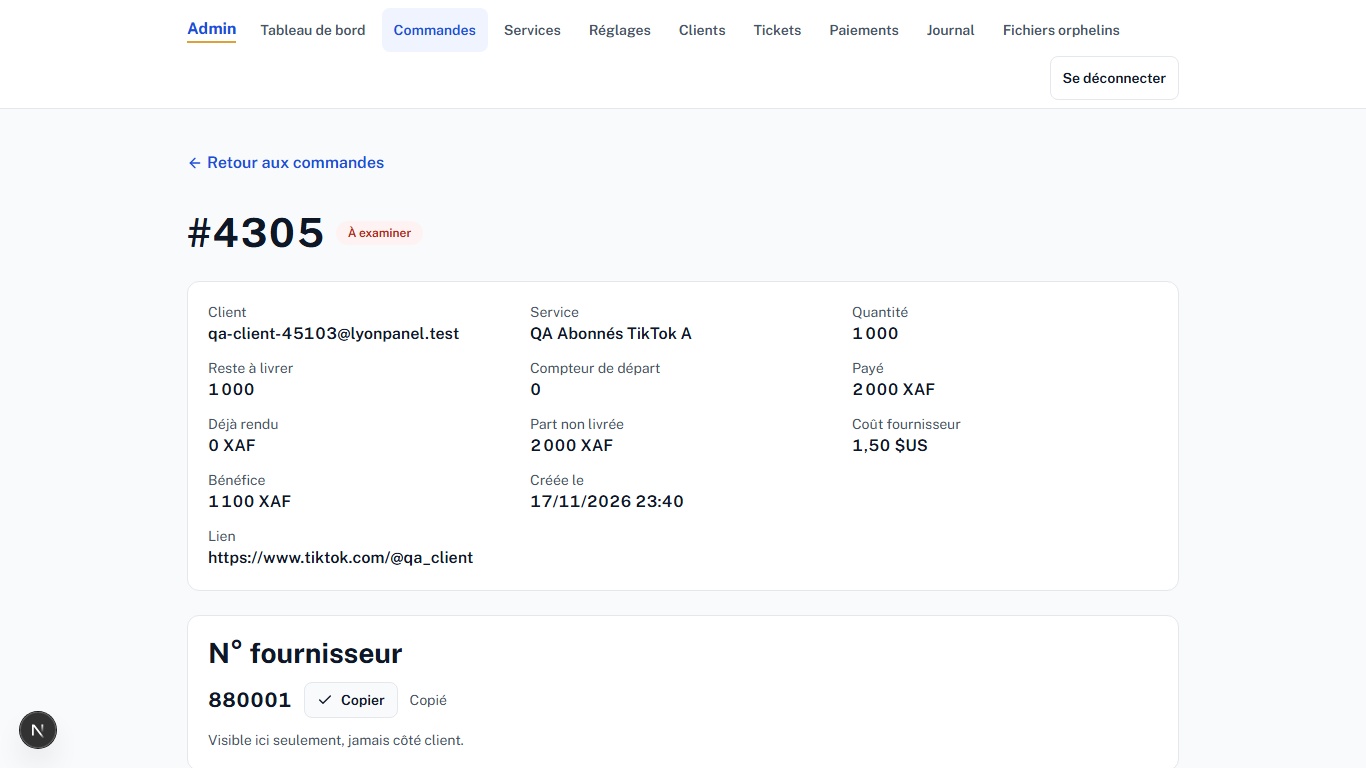 Admin Tableau de bord Commandes Services Réglages Clients Tickets Paiements Journal Fichiers orphelins
Se déconnecter
← Retour aux commandes
#4305 À examiner
Client Service Quantité
qa-client-45103@lyonpanel.test QA Abonnés TikTok A 1 000
Reste à livrer Compteur de départ Payé
1 000 0 2 000 XAF
Déjà rendu Part non livrée Coût fournisseur
0 XAF 2 000 XAF 1,50 $US
Bénéfice Créée le
1 100 XAF 17/11/2026 23:40
Lien
https://www.tiktok.com/@qa_client
N° fournisseur
880001 Copier Copié
Visible ici seulement, jamais côté client.
N